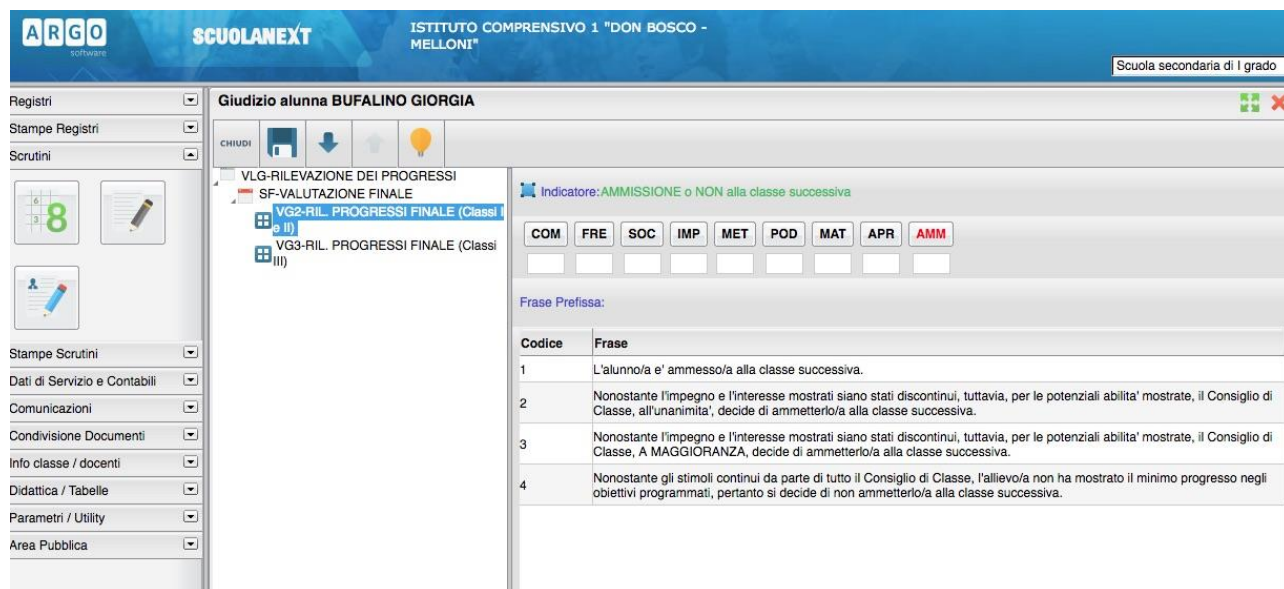 ARGO
software
SCUOLANEXT
ISTITUTO COMPRENSIVO 1 "DON BOSCO -
MELLONI"
Scuola secondaria di I grado
Registri
Stampe Registri
Scrutini
6
3
8
Stampe Scrutini
Dati di Servizio e Contabili
Comunicazioni
Condivisione Documenti
Info classe / docenti
Didattica / Tabelle
Parametri / Utility
Area Pubblica
Giudizio alunna BUFALINO GIORGIA
CHIUDI
VLG-RILEVAZIONE DEI PROGRESSI
SF-VALUTAZIONE FINALE
VG2-RIL. PROGRESSI FINALE (Classi I
e II)
VG3-RIL. PROGRESSI FINALE (Classi
III)
Indicatore:AMMISSIONE o NON alla classe successiva
COM FRE SOC IMP MET POD MAT APR AMM
Frase Prefissa:
Codice Frase
1 L'alunno/a e' ammesso/a alla classe successiva.
2 Nonostante l'impegno e l'interesse mostrati siano stati discontinui, tuttavia, per le potenziali abilita' mostrate, il Consiglio di
Classe, all'unanimita', decide di ammetterlo/a alla classe successiva.
3 Nonostante l'impegno e l'interesse mostrati siano stati discontinui, tuttavia, per le potenziali abilita' mostrate, il Consiglio di
Classe, A MAGGIORANZA, decide di ammetterlo/a alla classe successiva.
4 Nonostante gli stimoli continui da parte di tutto il Consiglio di Classe, l'allievo/a non ha mostrato il minimo progresso negli
obiettivi programmati, pertanto si decide di non ammetterlo/a alla classe successiva.